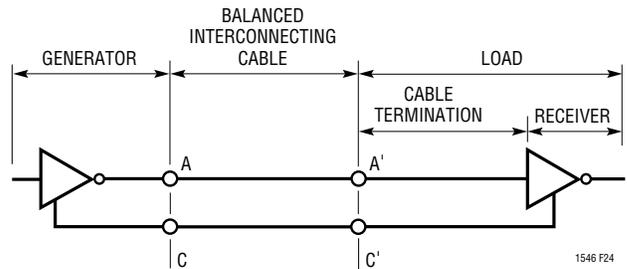 BALANCED
INTERCONNECTING
CABLE
GENERATOR
LOAD
CABLE
TERMINATION
RECEIVER
A
A'
C
C'
1546 F24